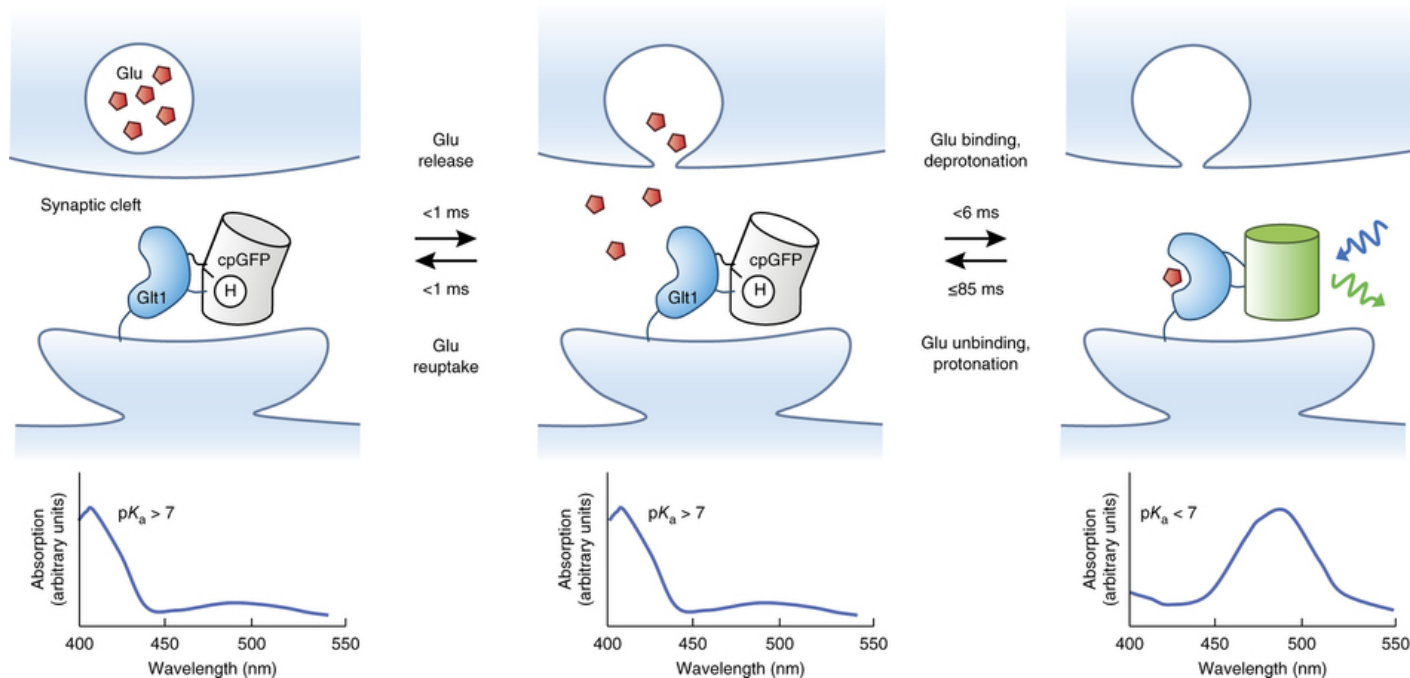 Glu
Synaptic cleft
cpGFP
H
Glt1
Glu
release
<1 ms
<1 ms
Glu
reuptake
cpGFP
H
Glt1
Glu binding,
deprotonation
<6 ms
≤85 ms
Glu unbinding,
protonation
Absorption
(arbitrary units)
pKa > 7
400 450 500 550
Wavelength (nm)
Absorption
(arbitrary units)
pKa > 7
400 450 500 550
Wavelength (nm)
Absorption
(arbitrary units)
pKa < 7
400 450 500 550
Wavelength (nm)